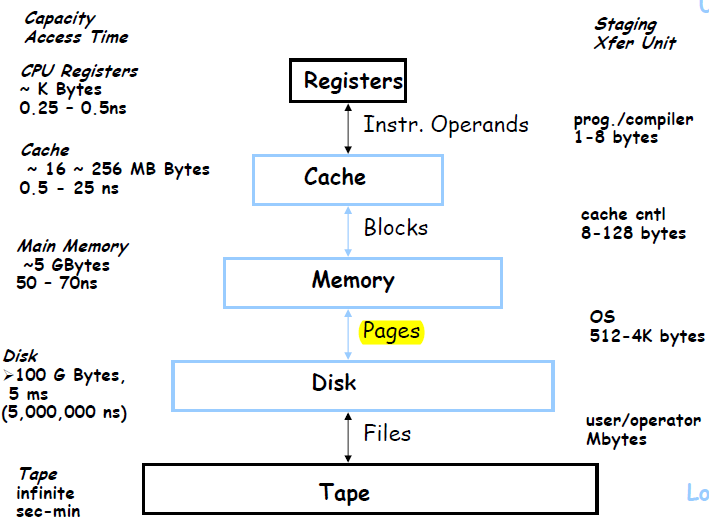 Capacity
Access Time
Staging
Xfer Unit
CPU Registers
~ K Bytes
0.25 - 0.5ns
Registers
Instr. Operands
prog./compiler
1-8 bytes
Cache
~ 16 ~ 256 MB Bytes
0.5 - 25 ns
Cache
Blocks
cache cntl
8-128 bytes
Main Memory
~5 GBytes
50 - 70ns
Memory
Pages
OS
512-4K bytes
Disk
➢100 G Bytes,
5 ms
(5,000,000 ns)
Disk
Files
user/operator
Mbytes
Tape
infinite
sec-min
Tape
Lo